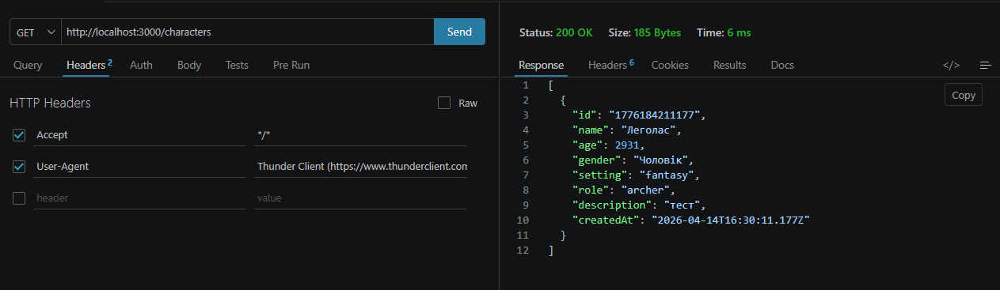 GET http://localhost:3000/characters Send
Query Headers 2 Auth Body Tests Pre Run
HTTP Headers Raw
Accept */*
User-Agent Thunder Client (https://www.thunderclient.com
header value
Status: 200 OK Size: 185 Bytes Time: 6 ms
Response Headers 6 Cookies Results Docs </>
Copy
1 [
2 {
3 "id": "1776184211177",
4 "name": "Леголас",
5 "age": 2931,
6 "gender": "Чоловік",
7 "setting": "fantasy",
8 "role": "archer",
9 "description": "тест",
10 "createdAt": "2026-04-14T16:30:11.177Z"
11 }
12 ]